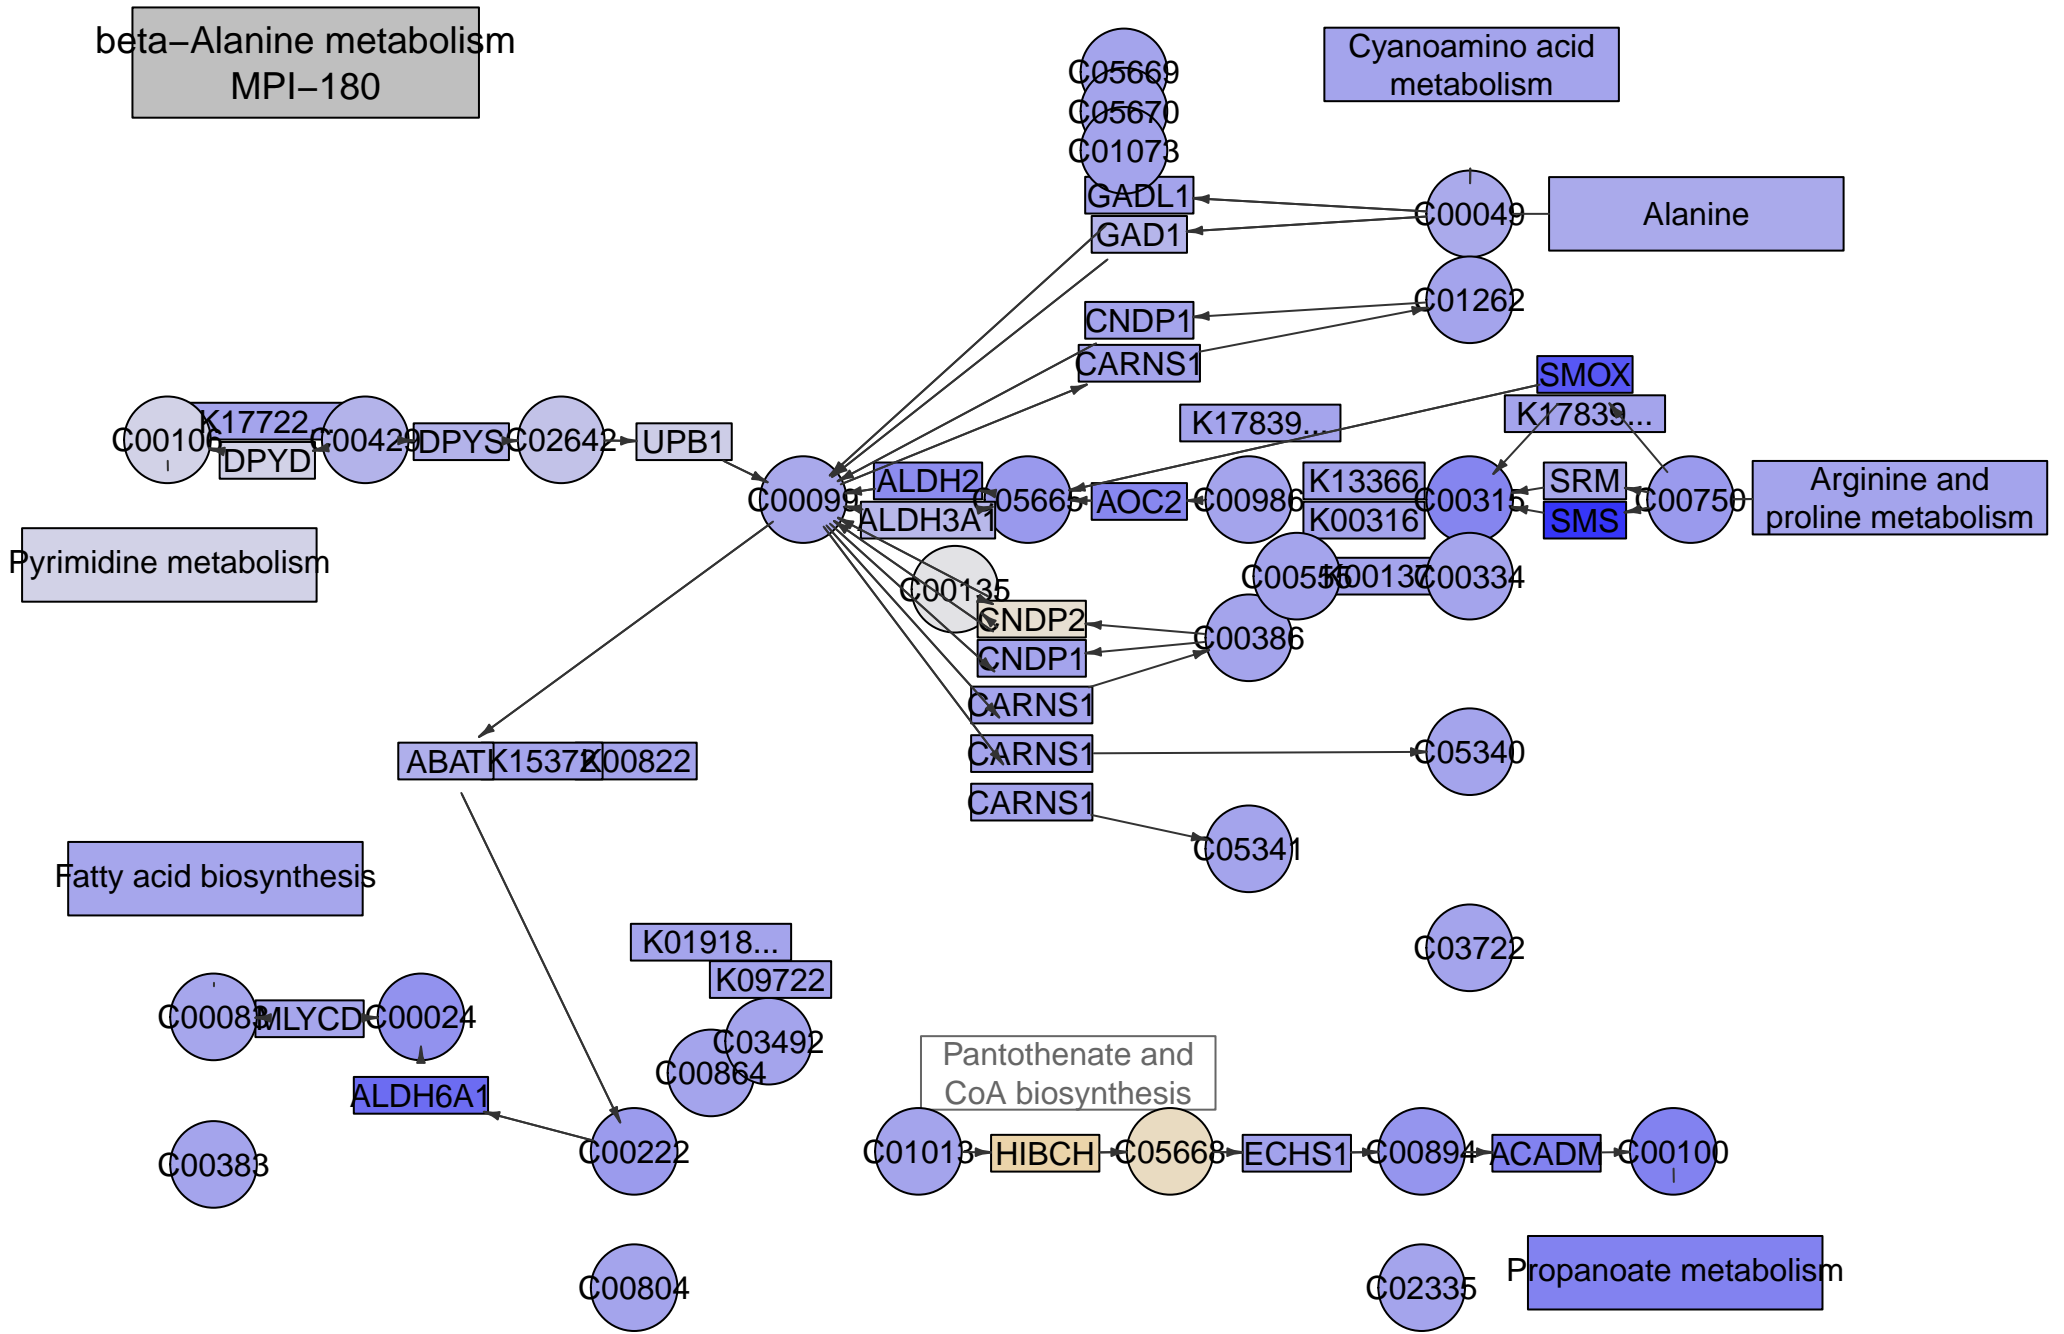 beta−Alanine metabolism
MPI−180
C05669
C05670
C01073
Cyanoamino acid
metabolism
GADL1
GAD1
C00049
Alanine
C01262
CNDP1
CARNS1
SMOX
K17839...
K17839...
C00106
K17722...
DPYD
C00429
DPYS
C02642
UPB1
C00099
ALDH2
ALDH3A1
C05665
AOC2
C00986
K13366
K00316
C00315
SRM
SMS
C00750
Arginine and
proline metabolism
Pyrimidine metabolism
C00135
C00555
K00137
C00334
CNDP2
CNDP1
C00386
CARNS1
CARNS1
CARNS1
C05340
C05341
ABAT
K15372
K00822
Fatty acid biosynthesis
K01918...
K09722
C03722
C00083
MLYCD
C00024
C03492
C00864
ALDH6A1
Pantothenate and
CoA biosynthesis
C00383
C00222
C01013
HIBCH
C05668
ECHS1
C00894
ACADM
C00100
C00804
C02335
Propanoate metabolism